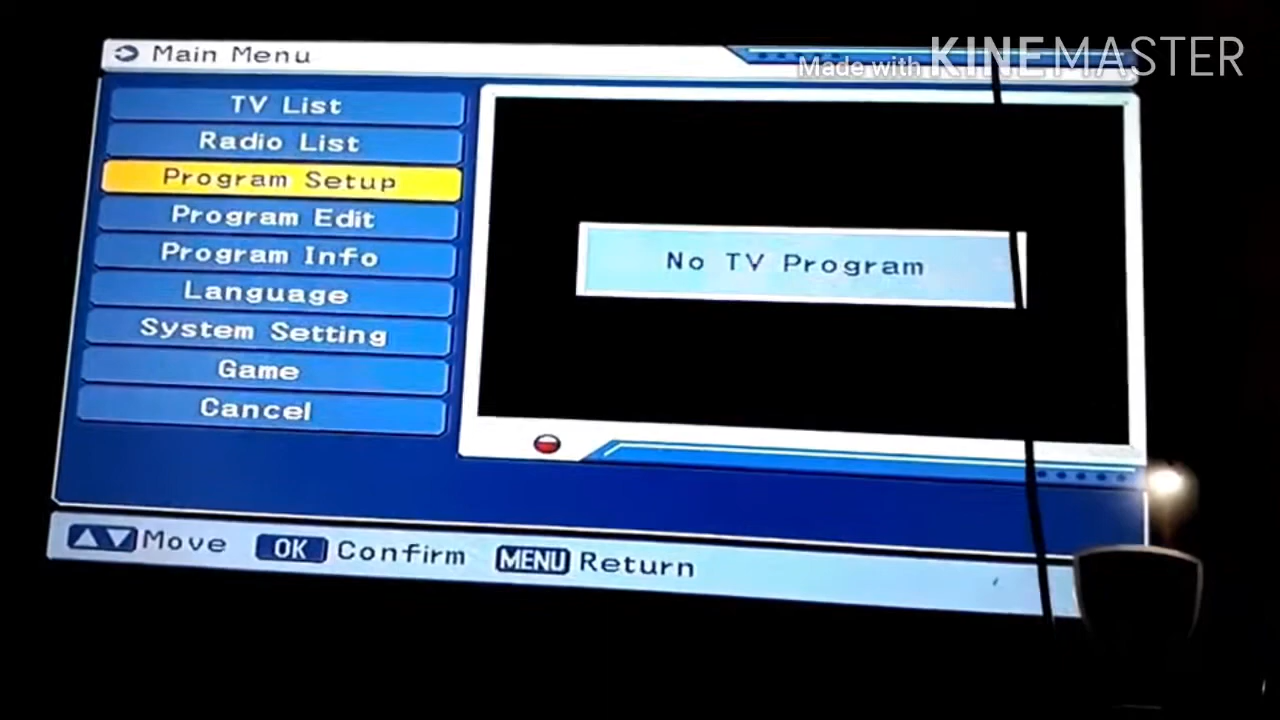 Main Menu
Made with KINEMASTER
TV List
Radio List
Program Setup
Program Edit
Program Info
Language
System Setting
Game
Cancel
No TV Program
Move OK Confirm MENU Return